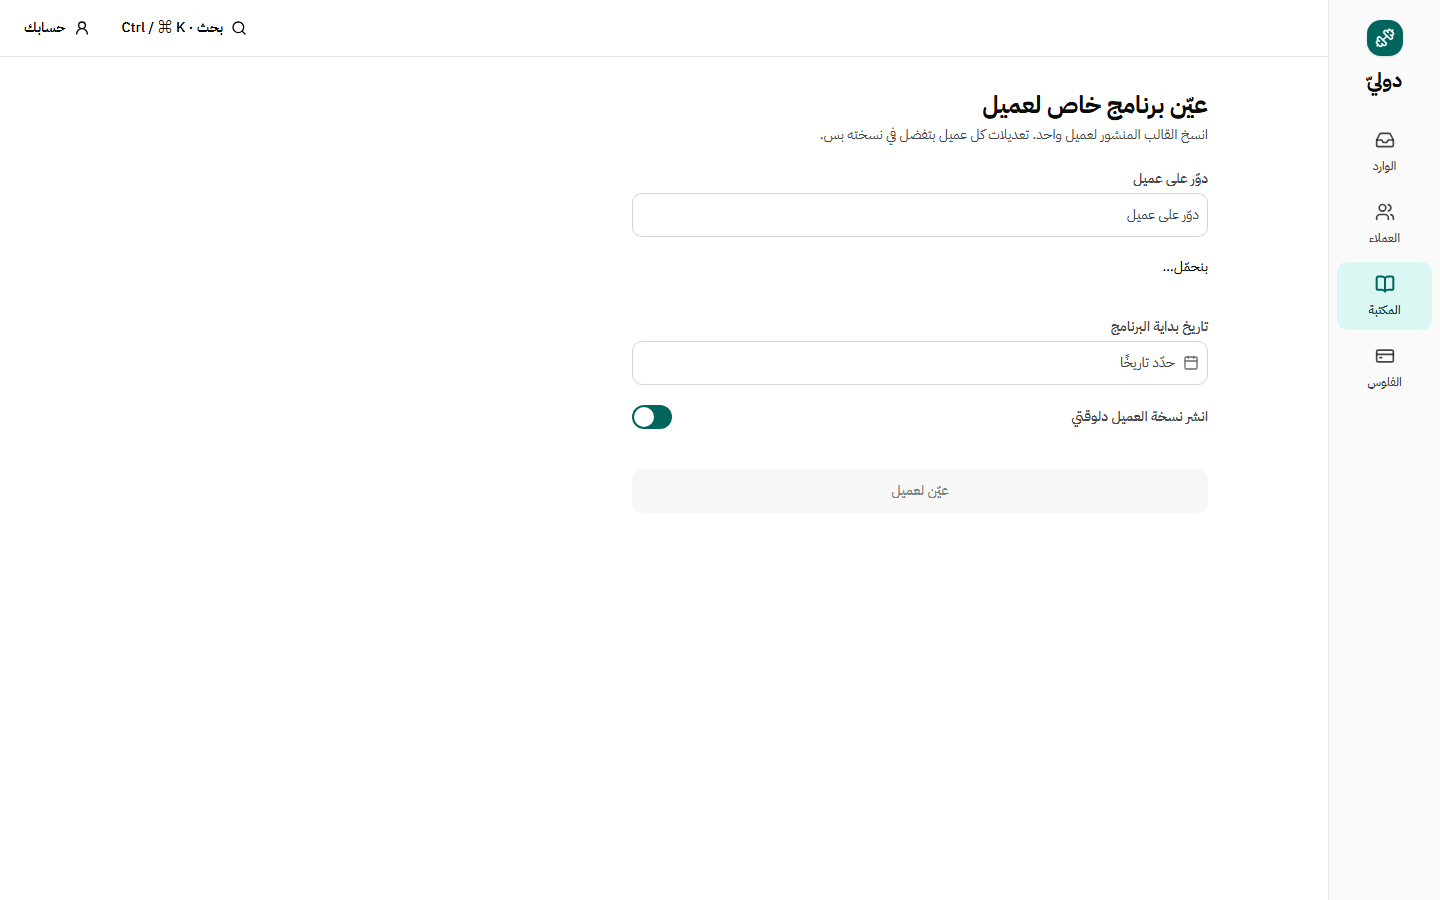 دوليّ
الوارد
العملاء
المكتبة
الفلوس
بحث · Ctrl / ⌘ K
حسابك
عيّن برنامج خاص لعميل
انسخ القالب المنشور لعميل واحد. تعديلات كل عميل بتفضل في نسخته بس.
دوّر على عميل
دوّر على عميل
بنحمّل...
تاريخ بداية البرنامج
حدّد تاريخًا
انشر نسخة العميل دلوقتي
عيّن لعميل